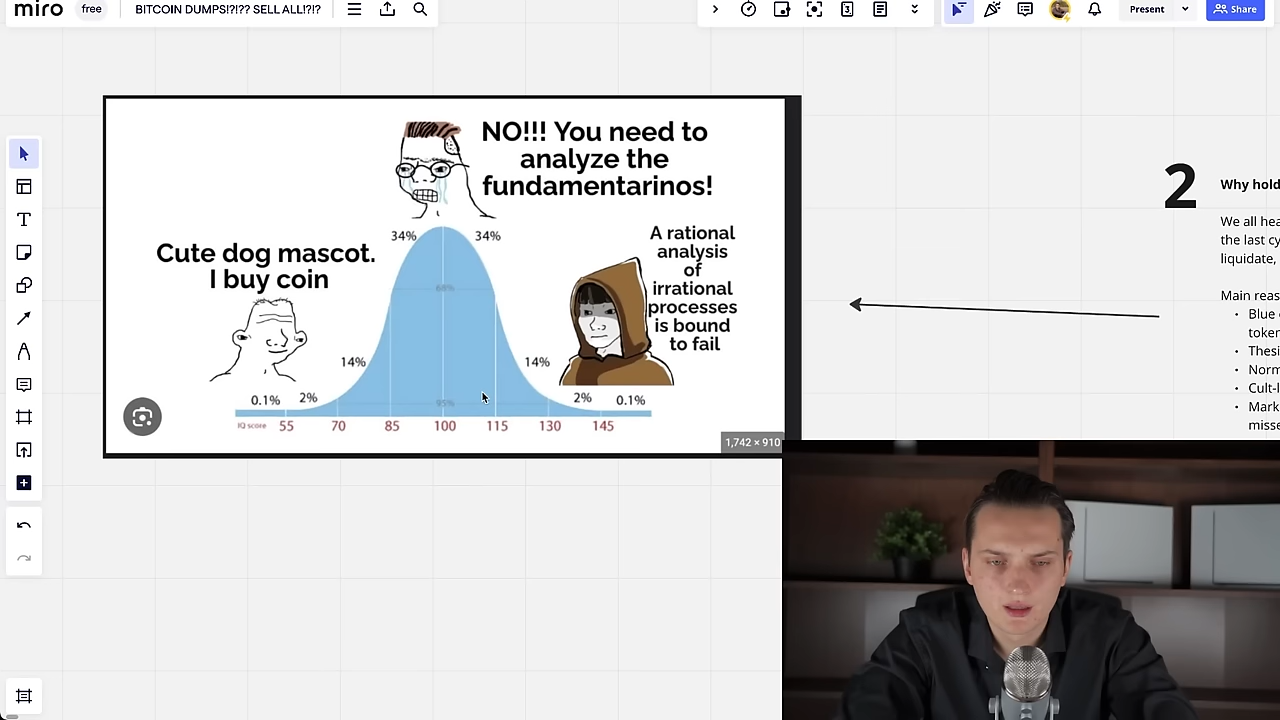 miro
free
BITCOIN DUMPS!?!?? SELL ALL!?!?
3
Present
Share
NO!!! You need to
analyze the
fundamentarinos!
Cute dog mascot.
I buy coin
A rational
analysis
of
irrational
processes
is bound
to fail
34%
34%
68%
14%
14%
0.1%
2%
95%
2%
0.1%
IQ score
55
70
85
100
115
130
145
1,742 × 910
2
Why hold
We all hea
the last cy
liquidate,
Main reas
• Blue
token
• Thesi
• Norm
• Cult-l
• Mark
misse